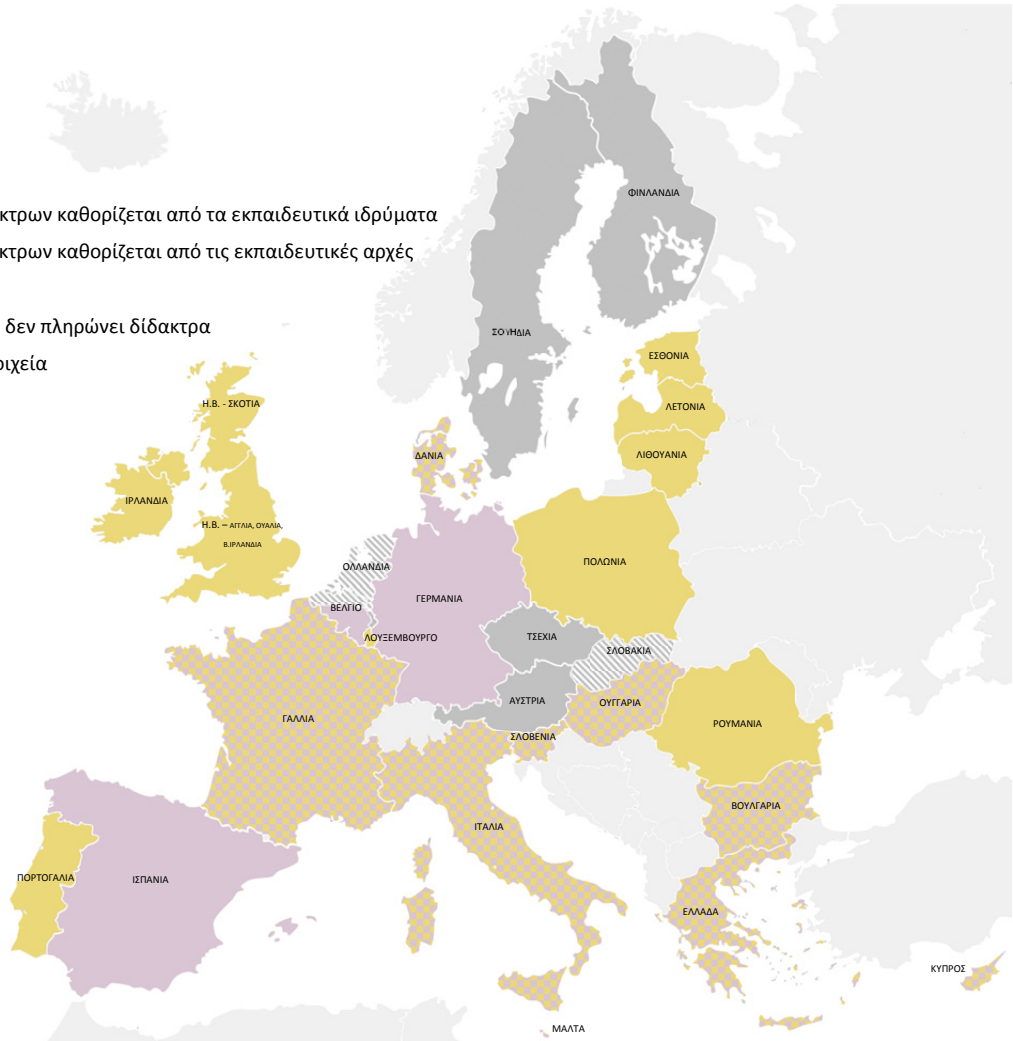 κτρων καθορίζεται από τα εκπαιδευτικά ιδρύματα
κτρων καθορίζεται από τις εκπαιδευτικές αρχές
δεν πληρώνει δίδακτρα
οιχεία
ΦΙΝΛΑΝΔΙΑ
ΣΟΥΗΔΙΑ
ΕΣΘΟΝΙΑ
ΛΕΤΟΝΙΑ
ΛΙΘΟΥΑΝΙΑ
Η.Β. - ΣΚΟΤΙΑ
ΔΑΝΙΑ
ΙΡΛΑΝΔΙΑ
Η.Β. – ΑΓΓΛΙΑ, ΟΥΑΛΙΑ,
Β.ΙΡΛΑΝΔΙΑ
ΟΛΛΑΝΔΙΑ
ΠΟΛΩΝΙΑ
ΓΕΡΜΑΝΙΑ
ΒΕΛΓΙΟ
ΛΟΥΞΕΜΒΟΥΡΓΟ
ΤΣΕΧΙΑ
ΣΛΟΒΑΚΙΑ
ΑΥΣΤΡΙΑ
ΟΥΓΓΑΡΙΑ
ΓΑΛΛΙΑ
ΣΛΟΒΕΝΙΑ
ΡΟΥΜΑΝΙΑ
ΒΟΥΛΓΑΡΙΑ
ΙΤΑΛΙΑ
ΠΟΡΤΟΓΑΛΙΑ
ΙΣΠΑΝΙΑ
ΕΛΛΑΔΑ
ΚΥΠΡΟΣ
ΜΑΛΤΑ